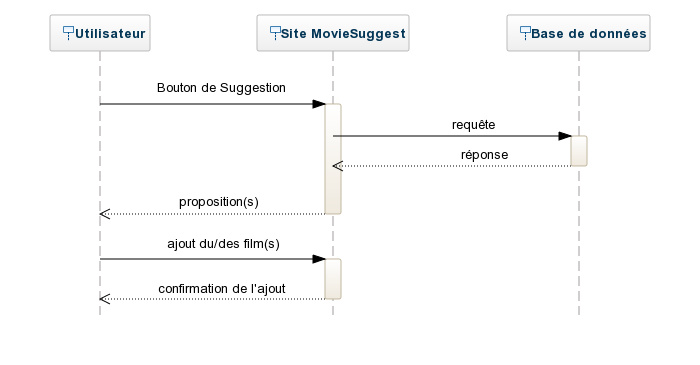 Utilisateur
Site MovieSuggest
Base de données
Bouton de Suggestion
requête
réponse
proposition(s)
ajout du/des film(s)
confirmation de l'ajout